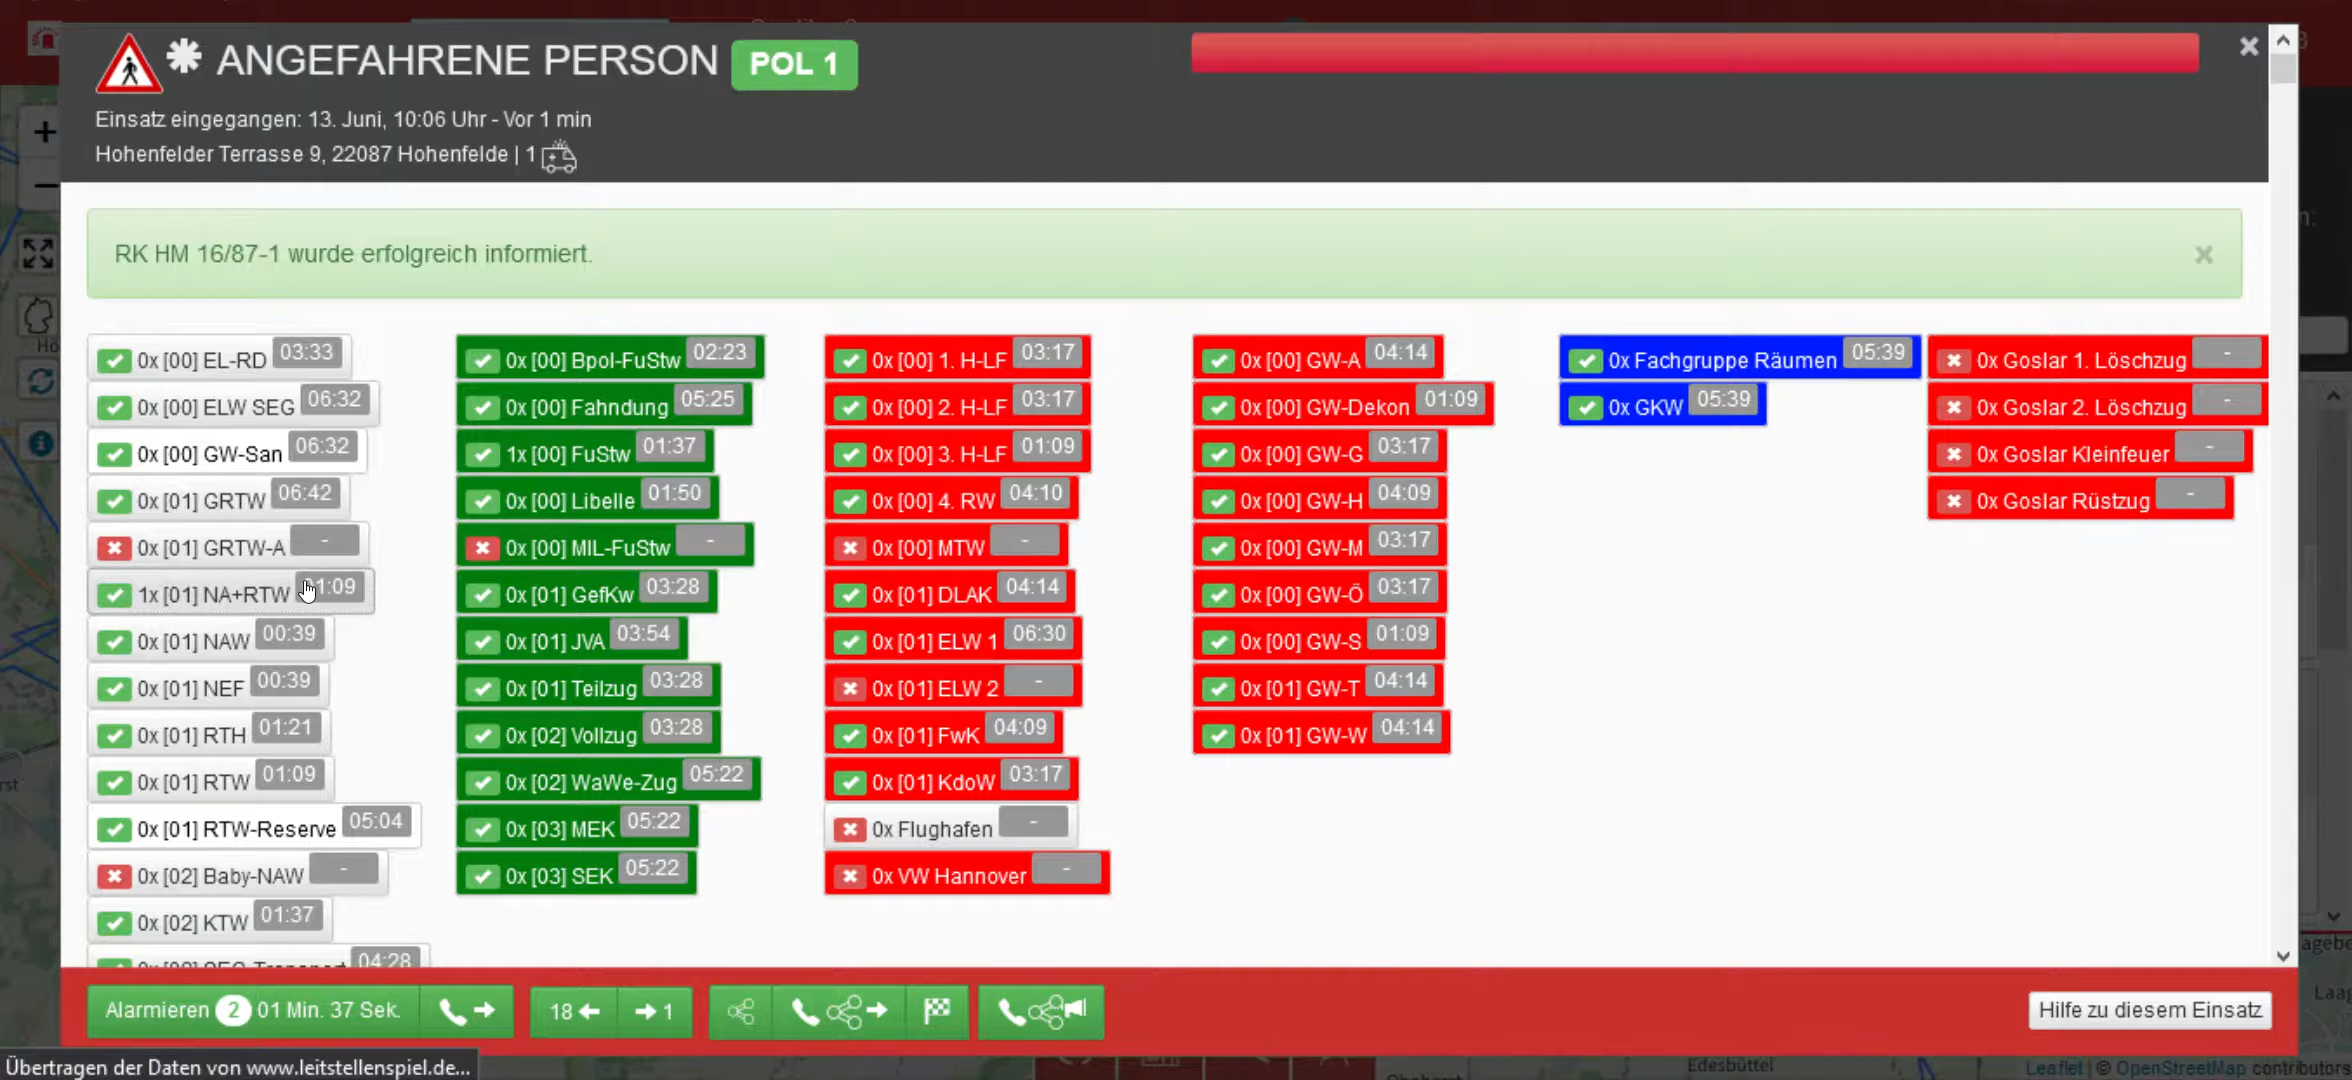 ANGEFAHRENE PERSON POL 1
Einsatz eingegangen: 13. Juni, 10:06 Uhr - Vor 1 min
Hohenfelder Terrasse 9, 22087 Hohenfelde | 1
RK HM 16/87-1 wurde erfolgreich informiert.
0x [00] EL-RD 03:33
0x [00] ELW SEG 06:32
0x [00] GW-San 06:32
0x [01] GRTW 06:42
0x [01] GRTW-A -
1x [01] NA+RTW 01:09
0x [01] NAW 00:39
0x [01] NEF 00:39
0x [01] RTH 01:21
0x [01] RTW 01:09
0x [01] RTW-Reserve 05:04
0x [02] Baby-NAW -
0x [02] KTW 01:37
04:28
0x [00] Bpol-FuStw 02:23
0x [00] Fahndung 05:25
1x [00] FuStw 01:37
0x [00] Libelle 01:50
0x [00] MIL-FuStw -
0x [01] GefKw 03:28
0x [01] JVA 03:54
0x [01] Teilzug 03:28
0x [02] Vollzug 03:28
0x [02] WaWe-Zug 05:22
0x [03] MEK 05:22
0x [03] SEK 05:22
0x [00] 1. H-LF 03:17
0x [00] 2. H-LF 03:17
0x [00] 3. H-LF 01:09
0x [00] 4. RW 04:10
0x [00] MTW -
0x [01] DLAK 04:14
0x [01] ELW 1 06:30
0x [01] ELW 2 -
0x [01] FwK 04:09
0x [01] KdoW 03:17
0x Flughafen -
0x VW Hannover -
0x [00] GW-A 04:14
0x [00] GW-Dekon 01:09
0x [00] GW-G 03:17
0x [00] GW-H 04:09
0x [00] GW-M 03:17
0x [00] GW-Ö 03:17
0x [00] GW-S 01:09
0x [01] GW-T 04:14
0x [01] GW-W 04:14
0x Fachgruppe Räumen 05:39
0x GKW 05:39
0x Goslar 1. Löschzug -
0x Goslar 2. Löschzug -
0x Goslar Kleinfeuer -
0x Goslar Rüstzug -
Alarmieren 2 01 Min. 37 Sek.
18
1
Hilfe zu diesem Einsatz
Übertragen der Daten von www.leitstellenspiel.de...
Edesbüttel
Leaflet | © OpenStreetMap contributors